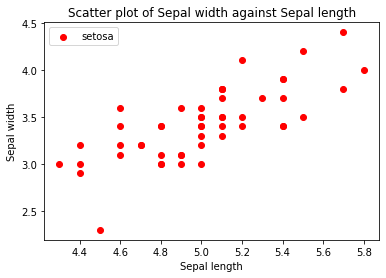 Scatter plot of Sepal width against Sepal length
setosa
4.5
4.0
3.5
3.0
2.5
Sepal width
4.4 4.6 4.8 5.0 5.2 5.4 5.6 5.8
Sepal length